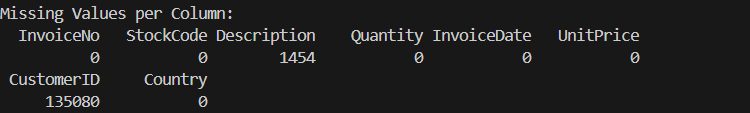 Missing Values per Column:
InvoiceNo StockCode Description Quantity InvoiceDate UnitPrice
0 0 1454 0 0 0
CustomerID Country
135080 0